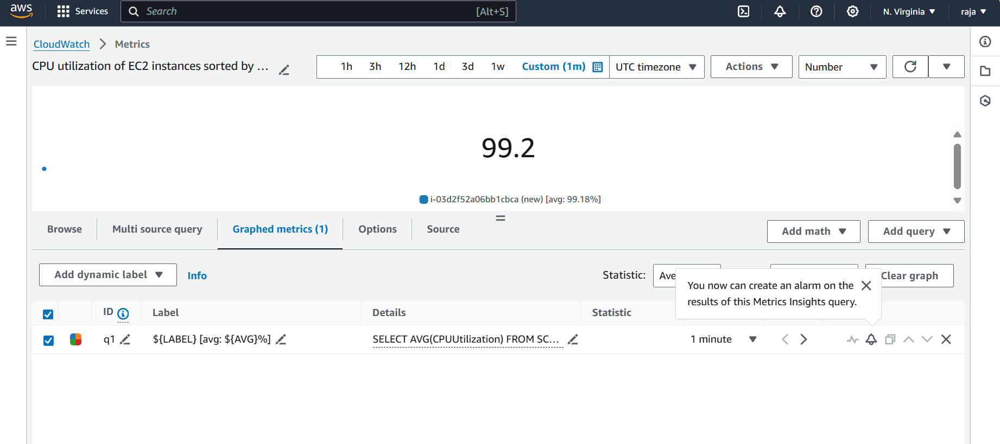 aws
Services
Search
[Alt+S]
N. Virginia
raja
CloudWatch
Metrics
CPU utilization of EC2 instances sorted by ...
1h
3h
12h
1d
3d
1w
Custom (1m)
UTC timezone
Actions
Number
99.2
i-03d2f52a06bb1cbca (new) [avg: 99.18%]
Browse
Multi source query
Graphed metrics (1)
Options
Source
Add math
Add query
Add dynamic label
Info
Statistic:
Ave
Clear graph
You now can create an alarm on the
results of this Metrics Insights query.
ID
Label
Details
Statistic
q1
${LABEL} [avg: ${AVG}%]
SELECT AVG(CPUUtilization) FROM SC...
1 minute